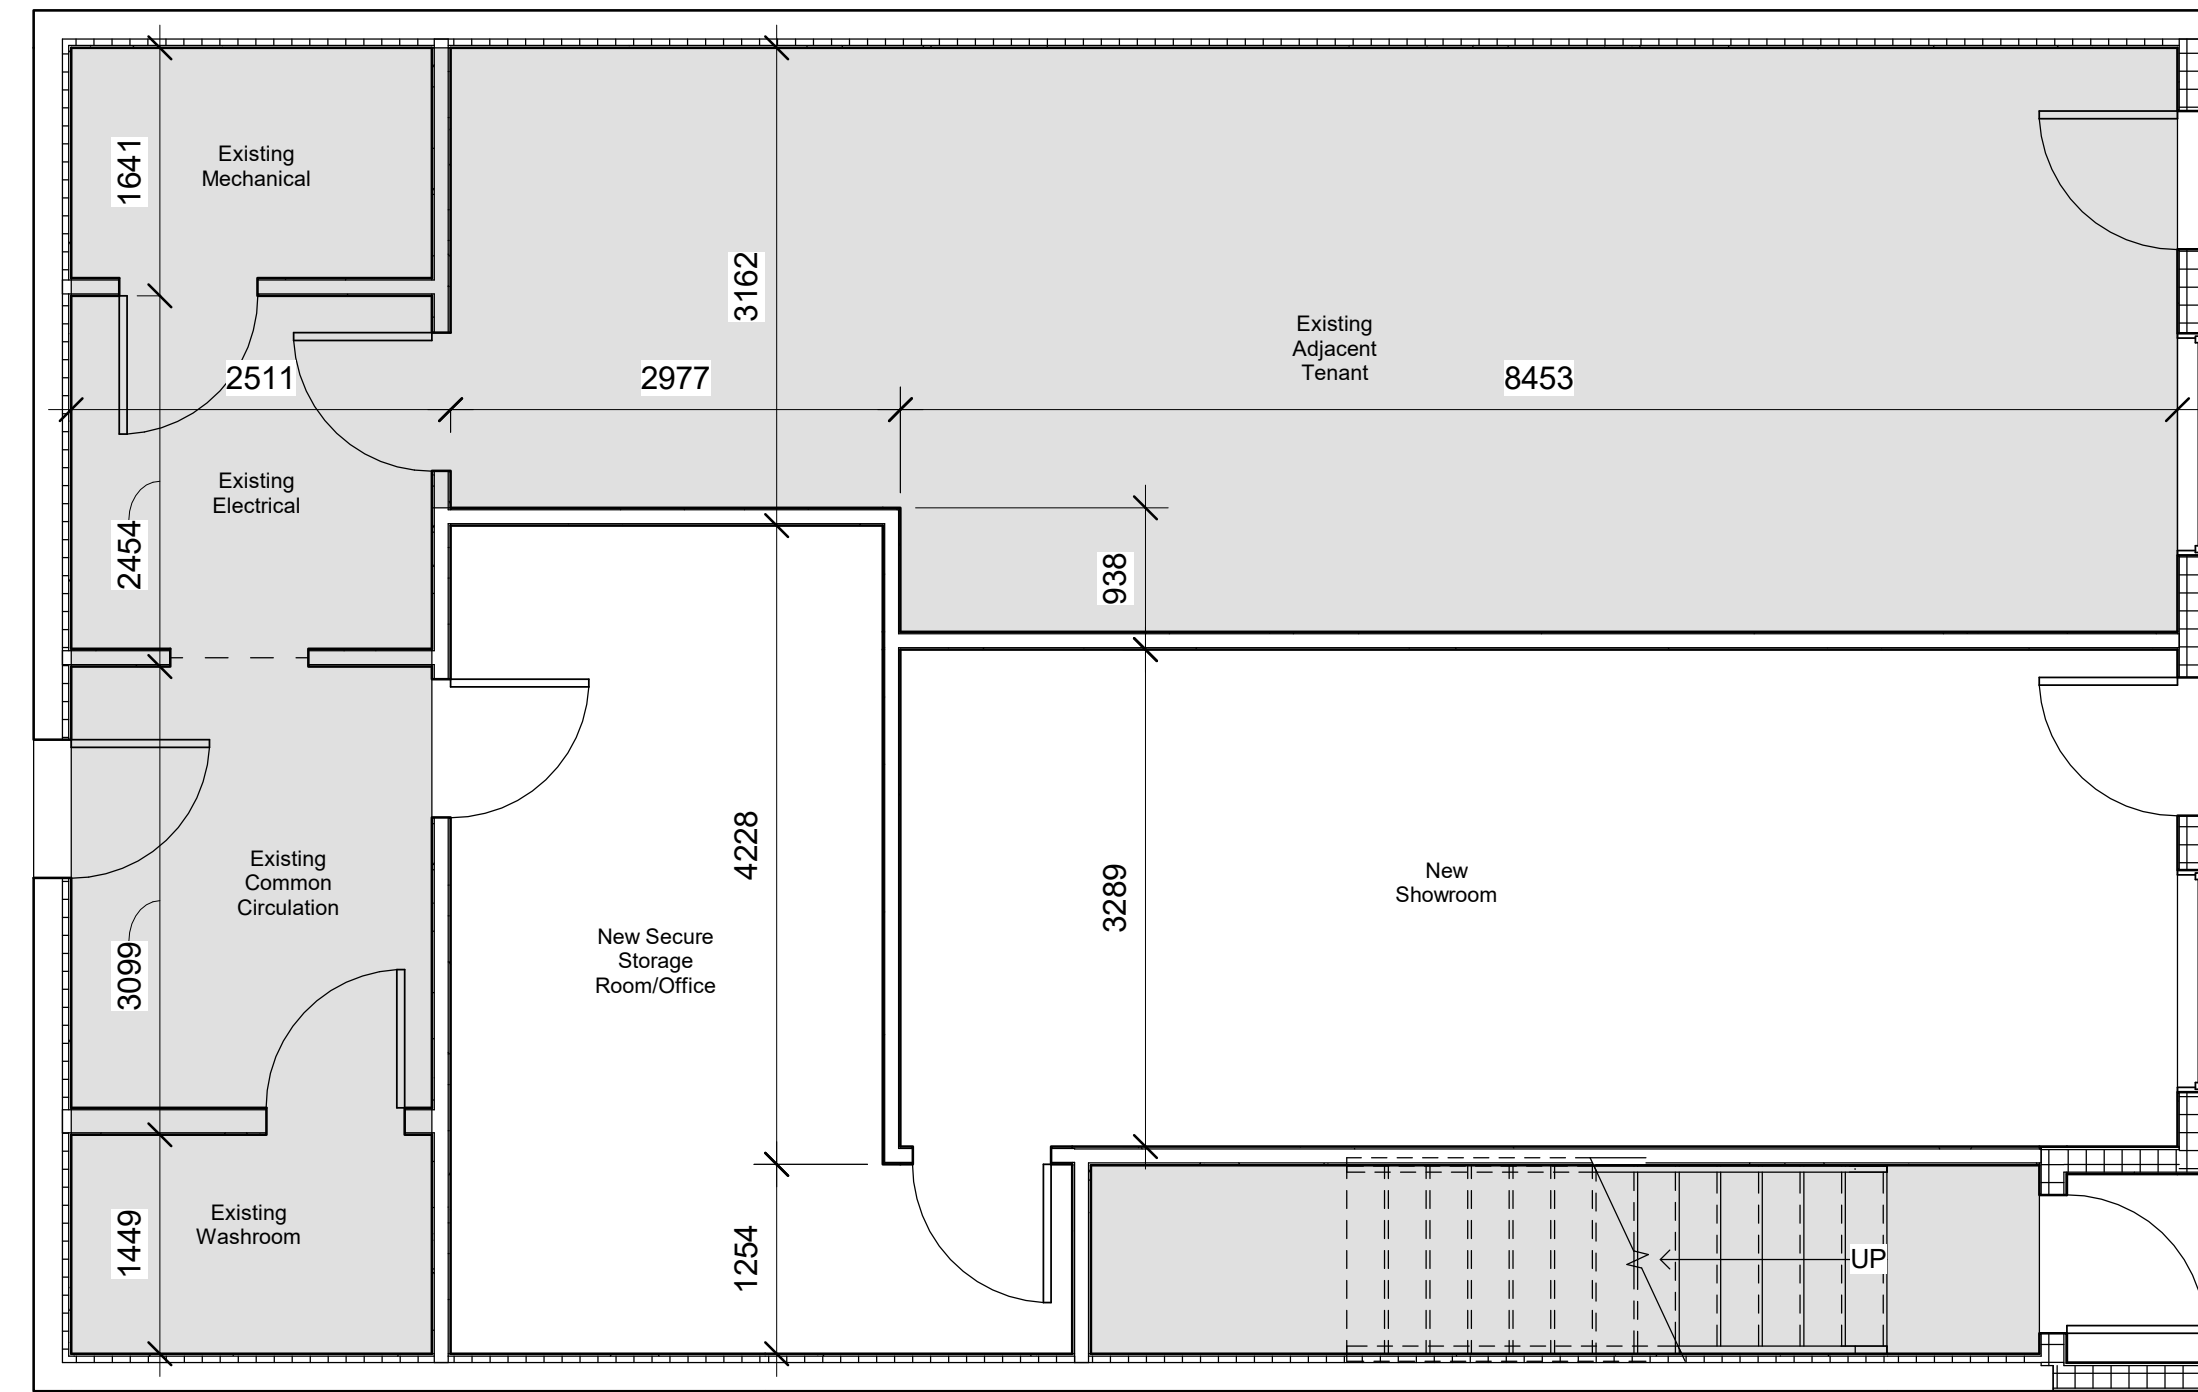 Existing
Mechanical
1641
3162
Existing
Adjacent
Tenant
2511
2977
8453
Existing
Electrical
2454
938
4228
3289
Existing
Common
Circulation
New
Showroom
New Secure
Storage
Room/Office
3099
Existing
Washroom
1449
1254
UP